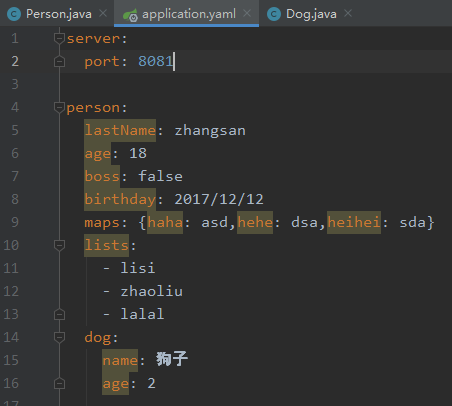 Person.java × application.yaml × Dog.java ×
1 server:
2 port: 8081
3
4 person:
5 lastName: zhangsan
6 age: 18
7 boss: false
8 birthday: 2017/12/12
9 maps: {haha: asd,hehe: dsa,heihei: sda}
10 lists:
11 - lisi
12 - zhaoliu
13 - lalal
14 dog:
15 name: 狗子
16 age: 2
17